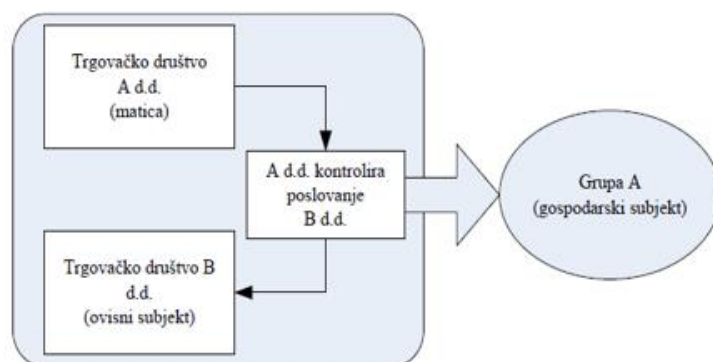 Trgovačko društvo
A d.d.
(matica)
A d.d. kontrolira
poslovanje
B d.d.
Trgovačko društvo B
d.d.
(ovisni subjekt)
Grupa A
(gospodarski subjekt)